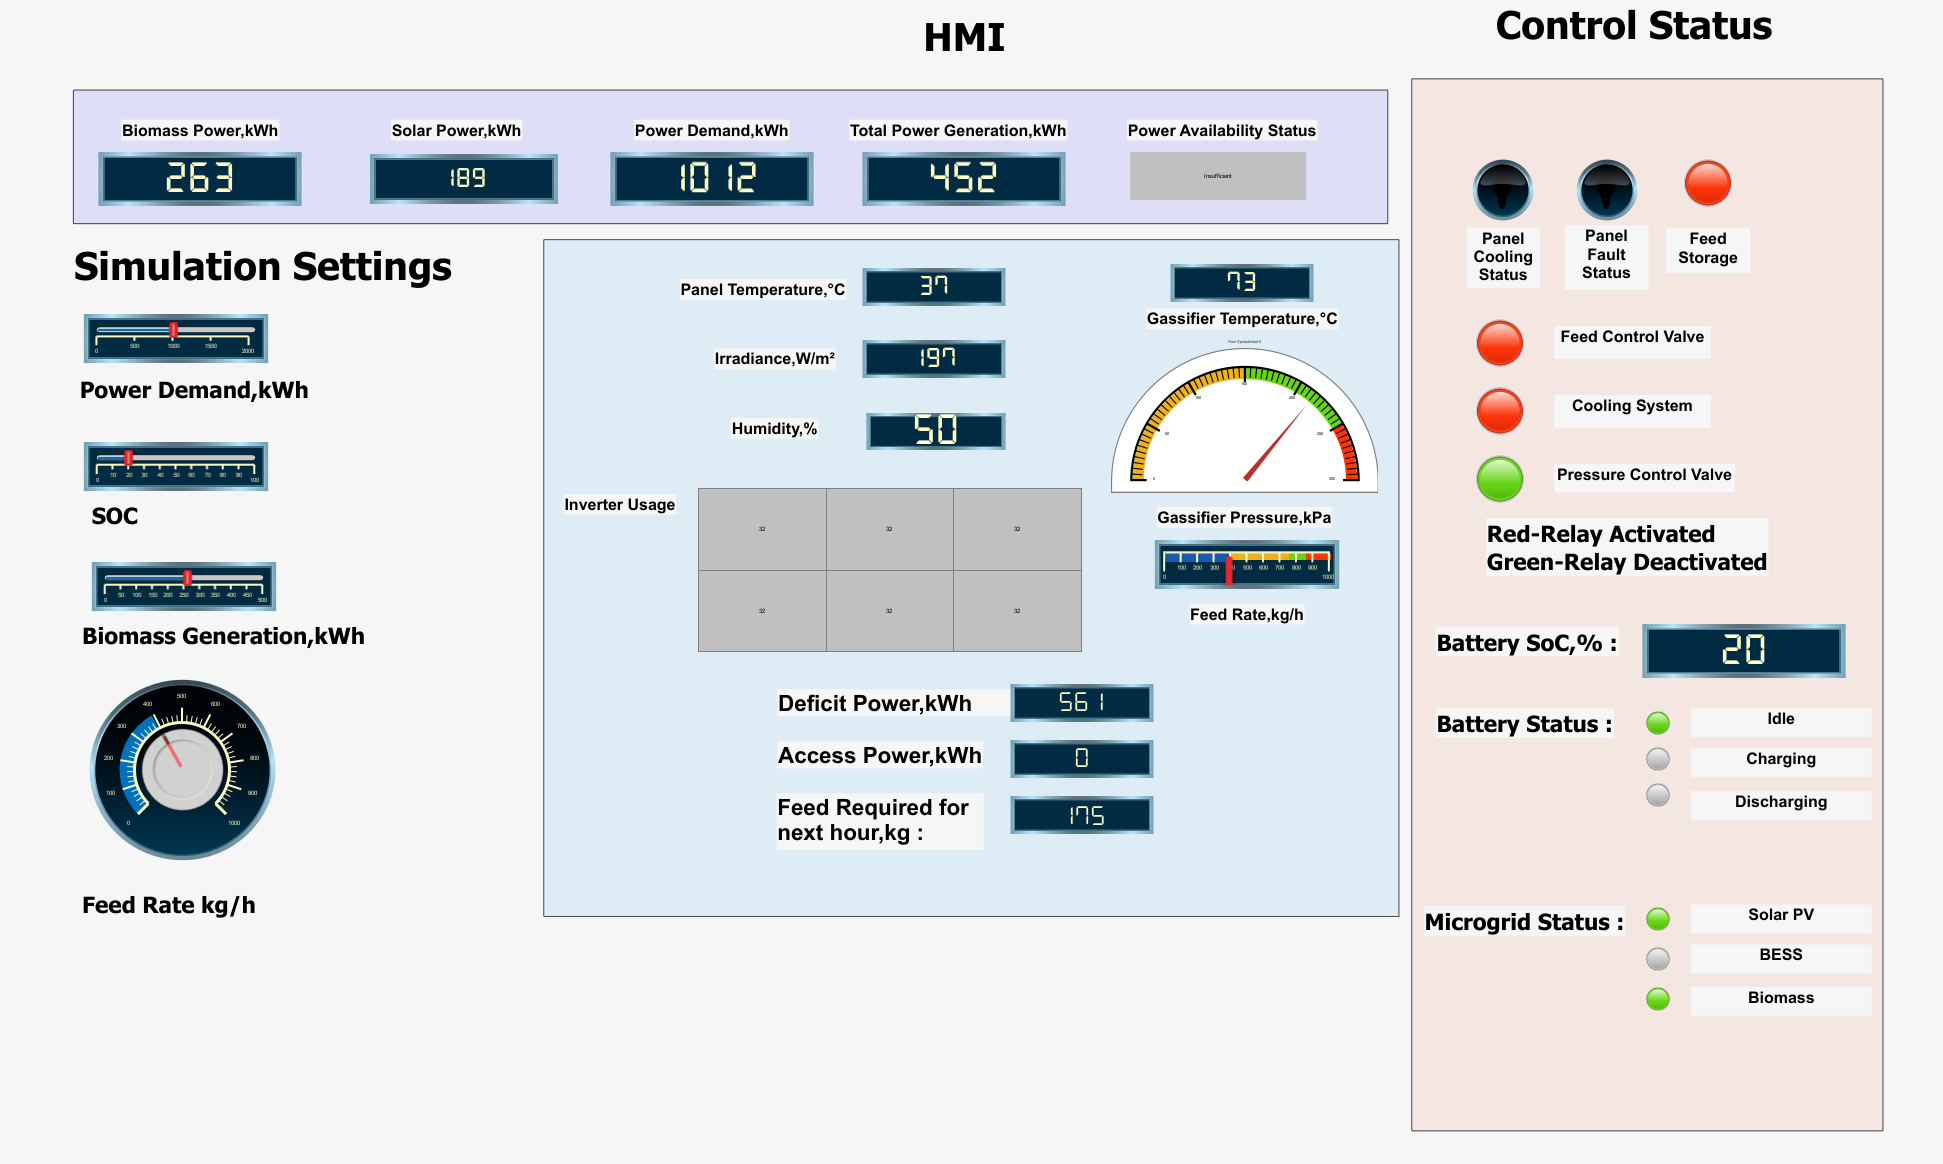 HMI
Control Status
Biomass Power,kWh
Solar Power,kWh
Power Demand,kWh
Total Power Generation,kWh
Power Availability Status
263
189
1012
452
Insufficient
Simulation Settings
0 500 1000 1500 2000
Power Demand,kWh
0 10 20 30 40 50 60 70 80 90 100
SOC
0 50 100 150 200 250 300 350 400 450 500
Biomass Generation,kWh
0 100 200 300 400 500 600 700 800 900 1000
Feed Rate kg/h
Panel Temperature,°C
37
Irradiance,W/m²
197
Humidity,%
50
73
Gassifier Temperature,°C
0 50 100 200 250 300
Gassifier Pressure,kPa
0 100 200 300 500 600 700 800 900 1000
Feed Rate,kg/h
Inverter Usage
32 32 32
32 32 32
Deficit Power,kWh
561
Access Power,kWh
0
Feed Required for
next hour,kg :
175
Panel
Cooling
Status
Panel
Fault
Status
Feed
Storage
Feed Control Valve
Cooling System
Pressure Control Valve
Red-Relay Activated
Green-Relay Deactivated
Battery SoC,% :
20
Battery Status :
Idle
Charging
Discharging
Microgrid Status :
Solar PV
BESS
Biomass